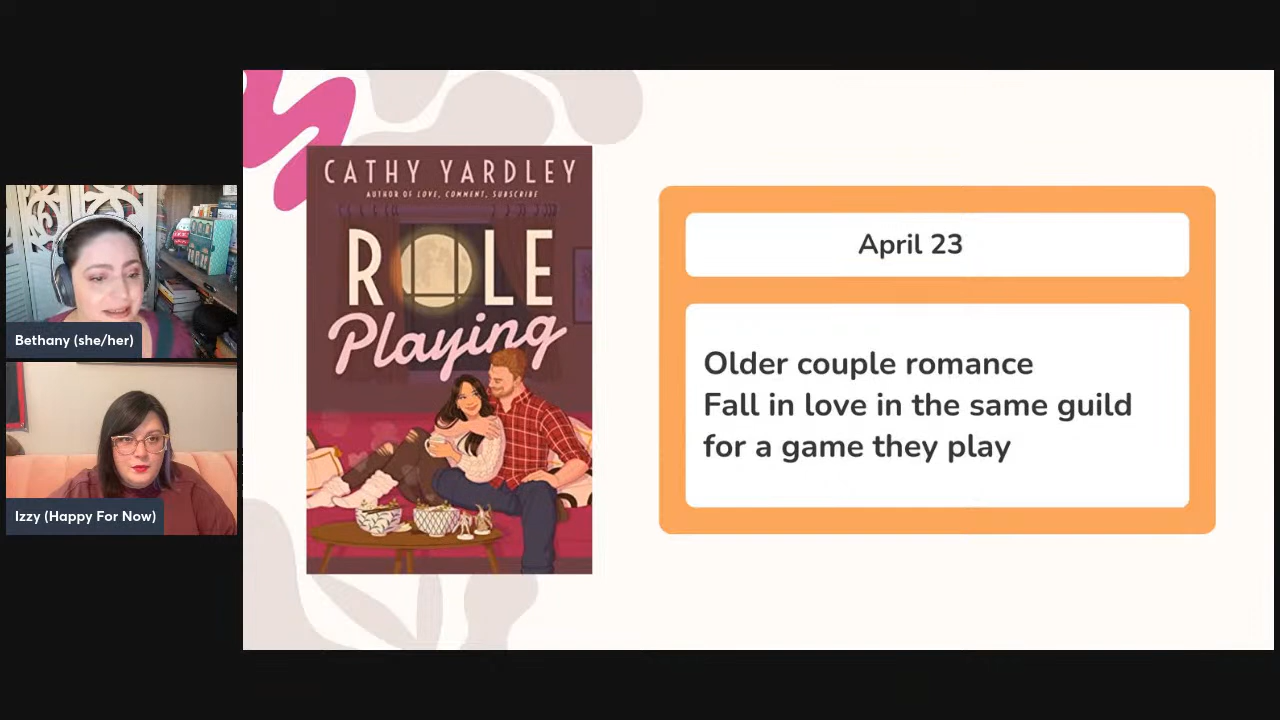 CATHY YARDLEY
AUTHOR OF LOVE, COMMENT, SUBSCRIBE
ROLE
Playing
April 23
Older couple romance
Fall in love in the same guild
for a game they play
Bethany (she/her)
Izzy (Happy For Now)